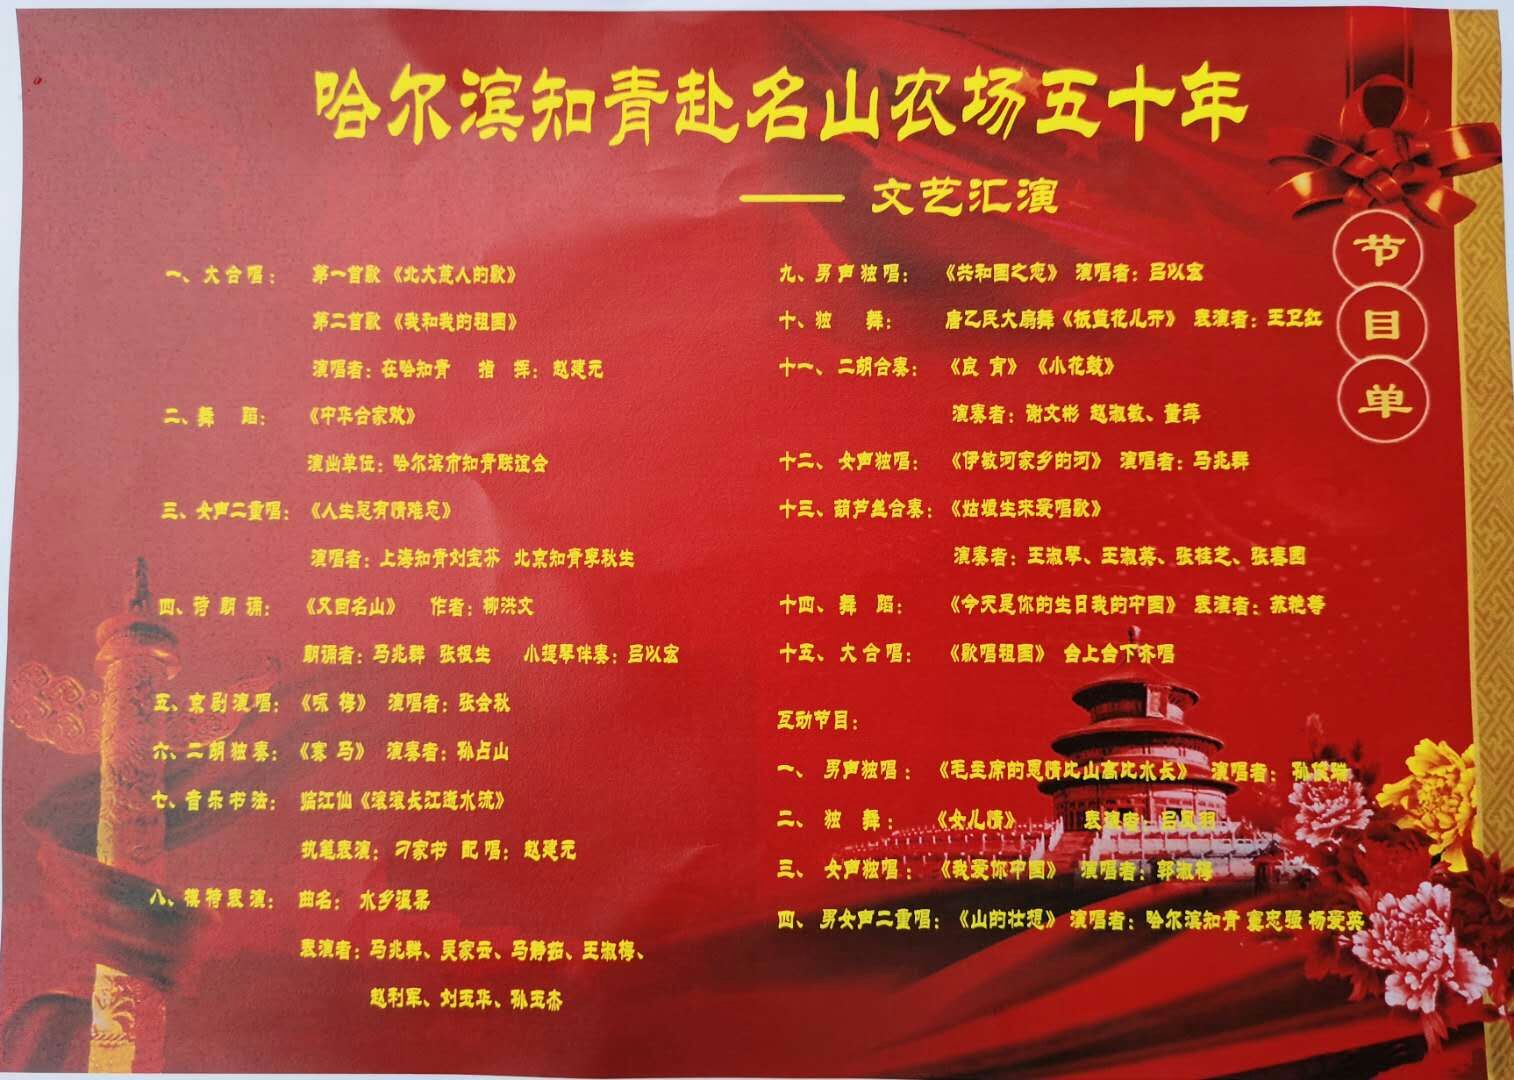 哈尔滨知青赴名山农场五十年
—— 文艺汇演
节目单
一、大合唱： 第一首歌《北大荒人的歌》
第二首歌《我和我的祖国》
演唱者：在哈知青 指 挥：赵建元
二、舞 蹈： 《中华合家欢》
演出单位：哈尔滨市知青联谊会
三、女声二重唱：《人生总有情难忘》
演唱者：上海知青刘宝芬 北京知青李秋生
四、诗 朗 诵： 《又回名山》 作者：柳洪文
朗诵者：马兆群 张根生 小提琴伴奏：吕以宏
五、京剧演唱：《咏 梅》 演唱者：张会秋
六、二胡独奏：《赛 马》 演奏者：孙占山
七、音乐书法： 临江仙《滚滚长江逝水流》
执笔表演：刁家书 配唱：赵建元
八、模特表演： 曲名： 水乡温柔
表演者：马兆群、吴家云、马静茹、王淑梅、
赵利军、刘玉华、孙玉杰
九、男声独唱： 《共和国之恋》 演唱者：吕以宏
十、独 舞： 唐乙民大扇舞《板蓝花儿开》 表演者：王卫红
十一、二胡合奏：《良 宵》《小花鼓》
演奏者：谢文彬 赵淑敏、董萍
十二、女声独唱： 《伊敏河家乡的河》 演唱者：马兆群
十三、葫芦丝合奏：《姑娘生来爱唱歌》
演奏者：王淑琴、王淑英、张桂芝、张春园
十四、舞 蹈： 《今天是你的生日我的中国》 表演者：苏艳等
十五、大合唱： 《歌唱祖国》 台上台下齐唱
互动节目：
一、 男声独唱： 《毛主席的恩情比山高比水长》 演唱者：孙
二、 独 舞： 《女儿情》 表演者：吕
三、 女声独唱： 《我爱你中国》 演唱者：郭淑梅
四、 男女声二重唱：《山的壮想》 演唱者：哈尔滨知青 忠强 杨爱英